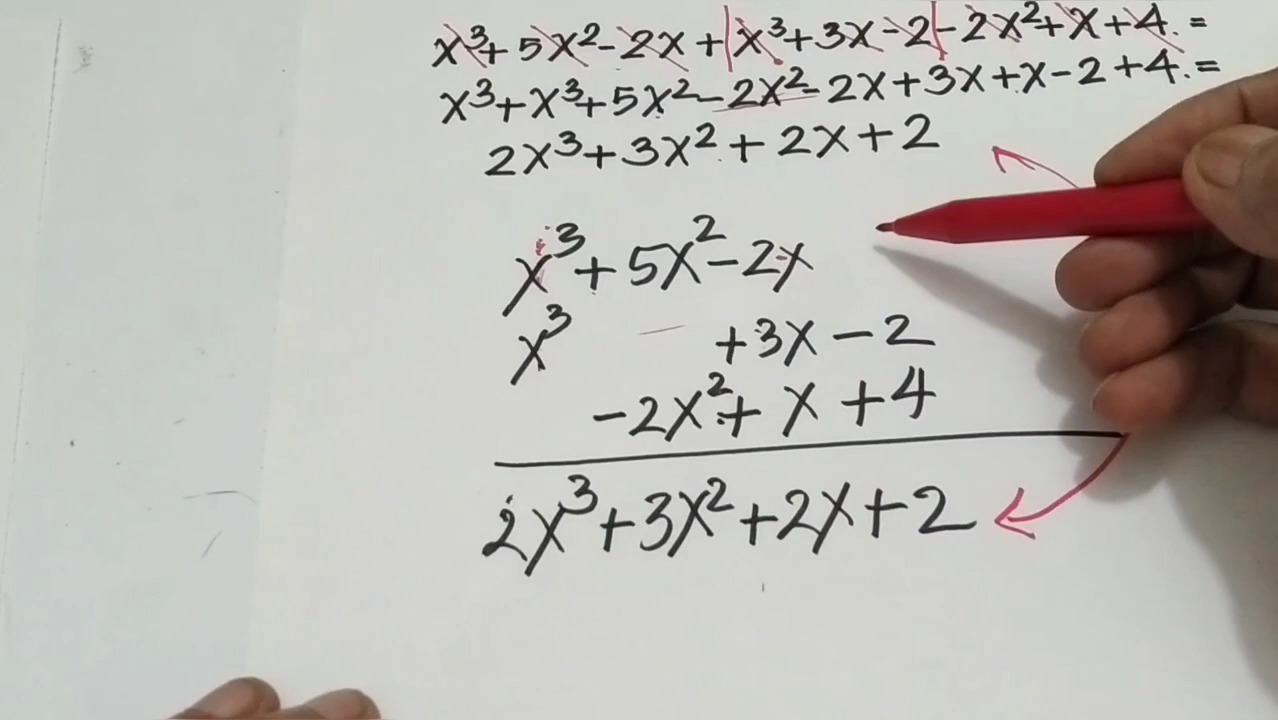 x³+5x²-2x+|x³+3x-2|-2x²+x+4.=
x³+x³+5x²-2x²-2x+3x+x-2+4.=
2x³+3x²+2x+2
x³+5x²-2x
x³ +3x-2
-2x²+x+4
2x³+3x²+2x+2